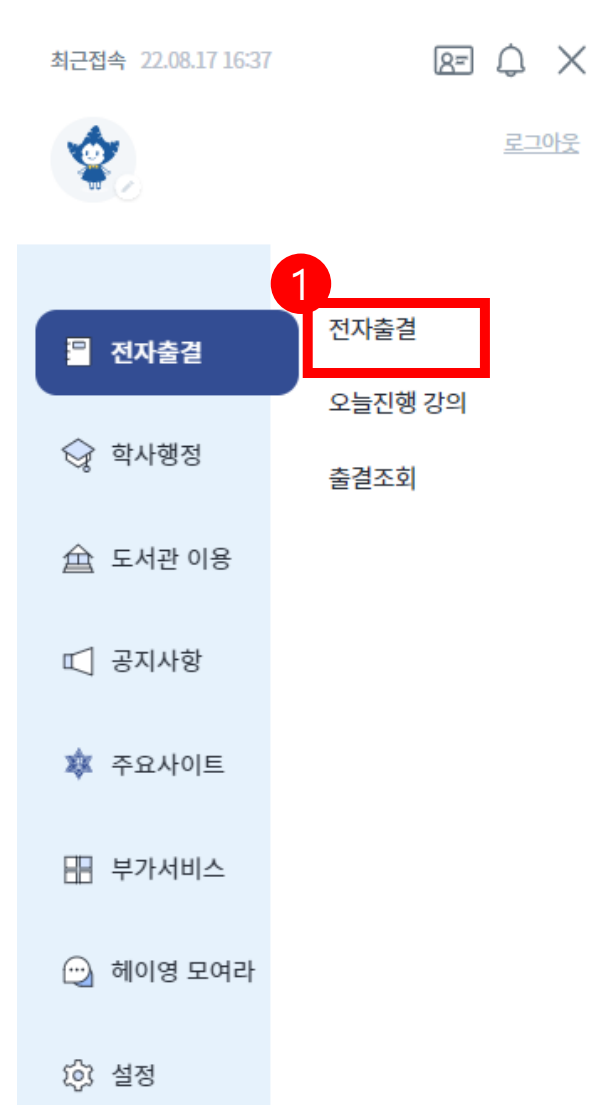 최근접속 22.08.17 16:37
로그아웃
1
전자출결
전자출결
오늘진행 강의
출결조회
학사행정
도서관 이용
공지사항
주요사이트
부가서비스
헤이영 모여라
설정